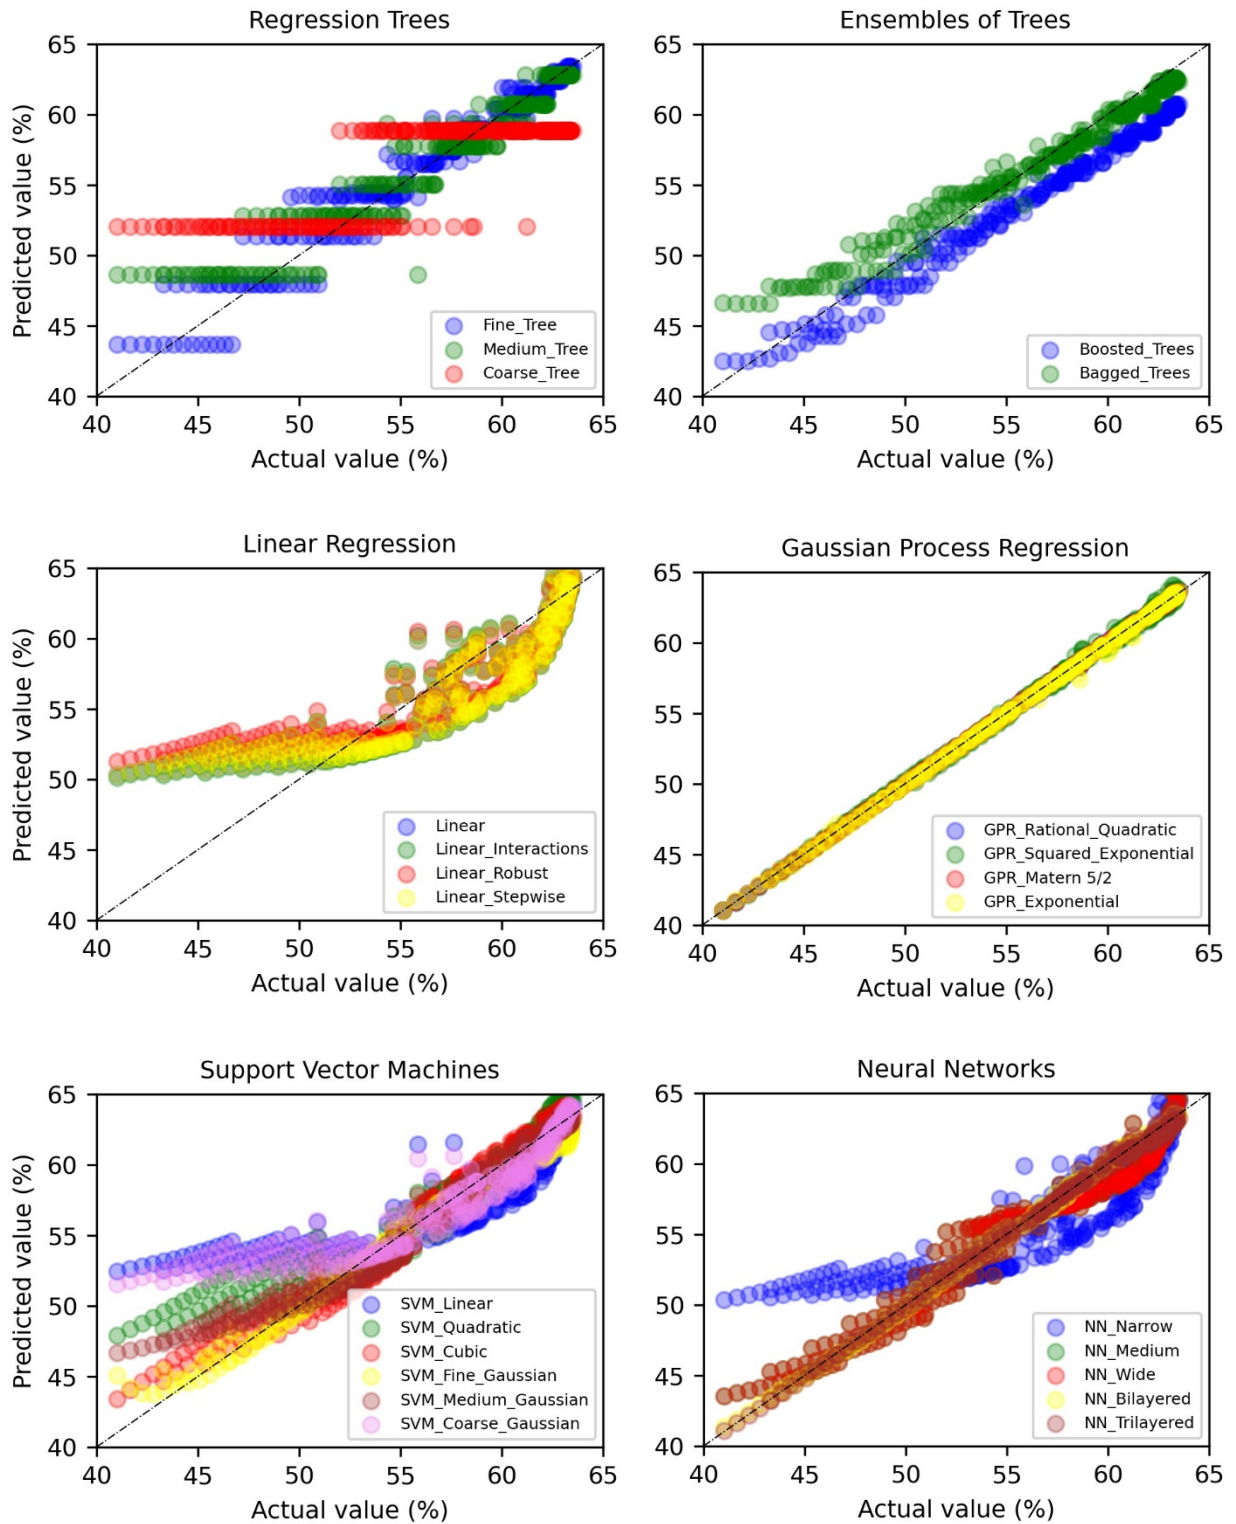 Regression Trees
Predicted value (%)
65
60
55
50
45
40
40 45 50 55 60 65
Actual value (%)
Fine_Tree
Medium_Tree
Coarse_Tree
Ensembles of Trees
65
60
55
50
45
40
40 45 50 55 60 65
Actual value (%)
Boosted_Trees
Bagged_Trees
Linear Regression
Predicted value (%)
65
60
55
50
45
40
40 45 50 55 60 65
Actual value (%)
Linear
Linear_Interactions
Linear_Robust
Linear_Stepwise
Gaussian Process Regression
65
60
55
50
45
40
40 45 50 55 60 65
Actual value (%)
GPR_Rational_Quadratic
GPR_Squared_Exponential
GPR_Matern 5/2
GPR_Exponential
Support Vector Machines
Predicted value (%)
65
60
55
50
45
40
40 45 50 55 60 65
Actual value (%)
SVM_Linear
SVM_Quadratic
SVM_Cubic
SVM_Fine_Gaussian
SVM_Medium_Gaussian
SVM_Coarse_Gaussian
Neural Networks
65
60
55
50
45
40
40 45 50 55 60 65
Actual value (%)
NN_Narrow
NN_Medium
NN_Wide
NN_Bilayered
NN_Trilayered